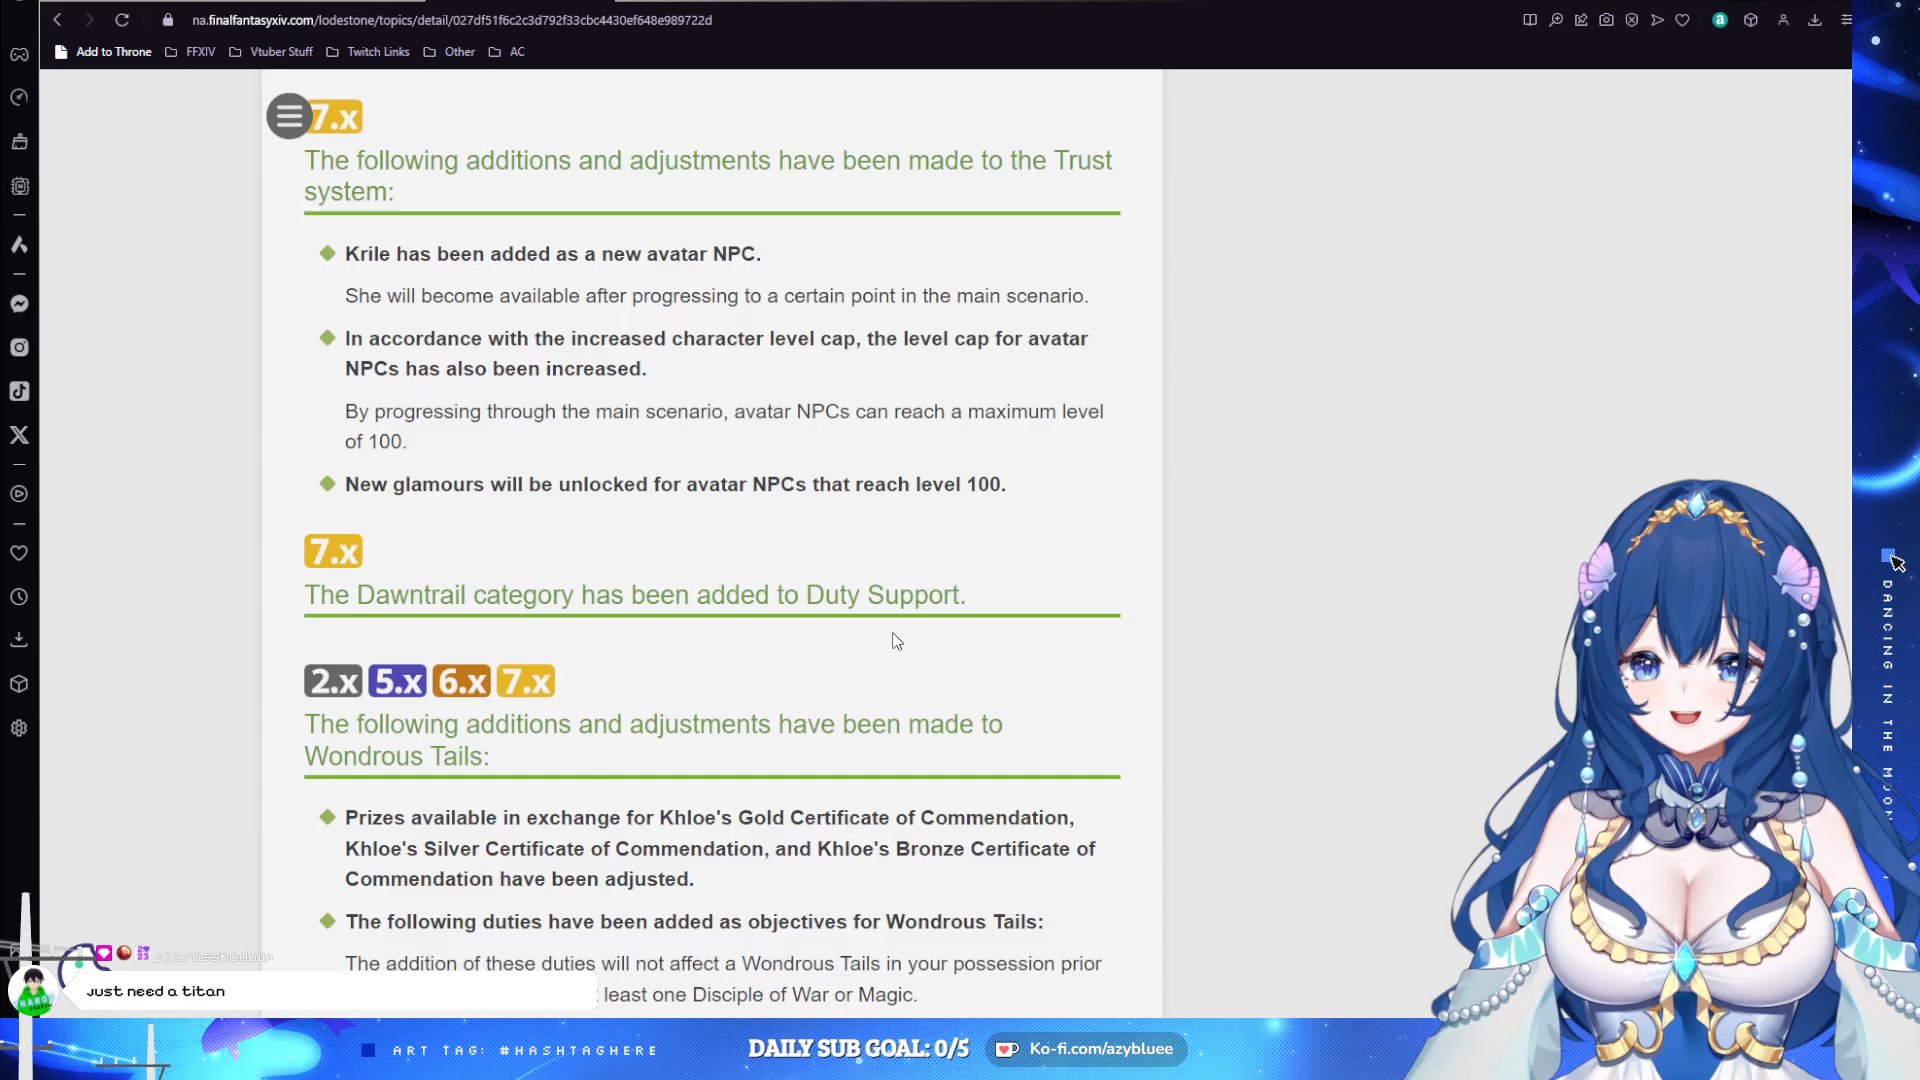 na.finalfantasyxiv.com/lodestone/topics/detail/027df51f6c2c3d792f33cbc4430ef648e989722d
Add to Throne
FFXIV
Vtuber Stuff
Twitch Links
Other
AC
7.x
The following additions and adjustments have been made to the Trust
system:
Krile has been added as a new avatar NPC.
She will become available after progressing to a certain point in the main scenario.
In accordance with the increased character level cap, the level cap for avatar
NPCs has also been increased.
By progressing through the main scenario, avatar NPCs can reach a maximum level
of 100.
New glamours will be unlocked for avatar NPCs that reach level 100.
7.x
The Dawntrail category has been added to Duty Support.
2.x 5.x 6.x 7.x
The following additions and adjustments have been made to
Wondrous Tails:
Prizes available in exchange for Khloe's Gold Certificate of Commendation,
Khloe's Silver Certificate of Commendation, and Khloe's Bronze Certificate of
Commendation have been adjusted.
The following duties have been added as objectives for Wondrous Tails:
The addition of these duties will not affect a Wondrous Tails in your possession prior
least one Disciple of War or Magic.
just need a titan
ART TAG: #HASHTAGHERE
DAILY SUB GOAL: 0/5
Ko-fi.com/azybluee
DANCING IN THE MOON